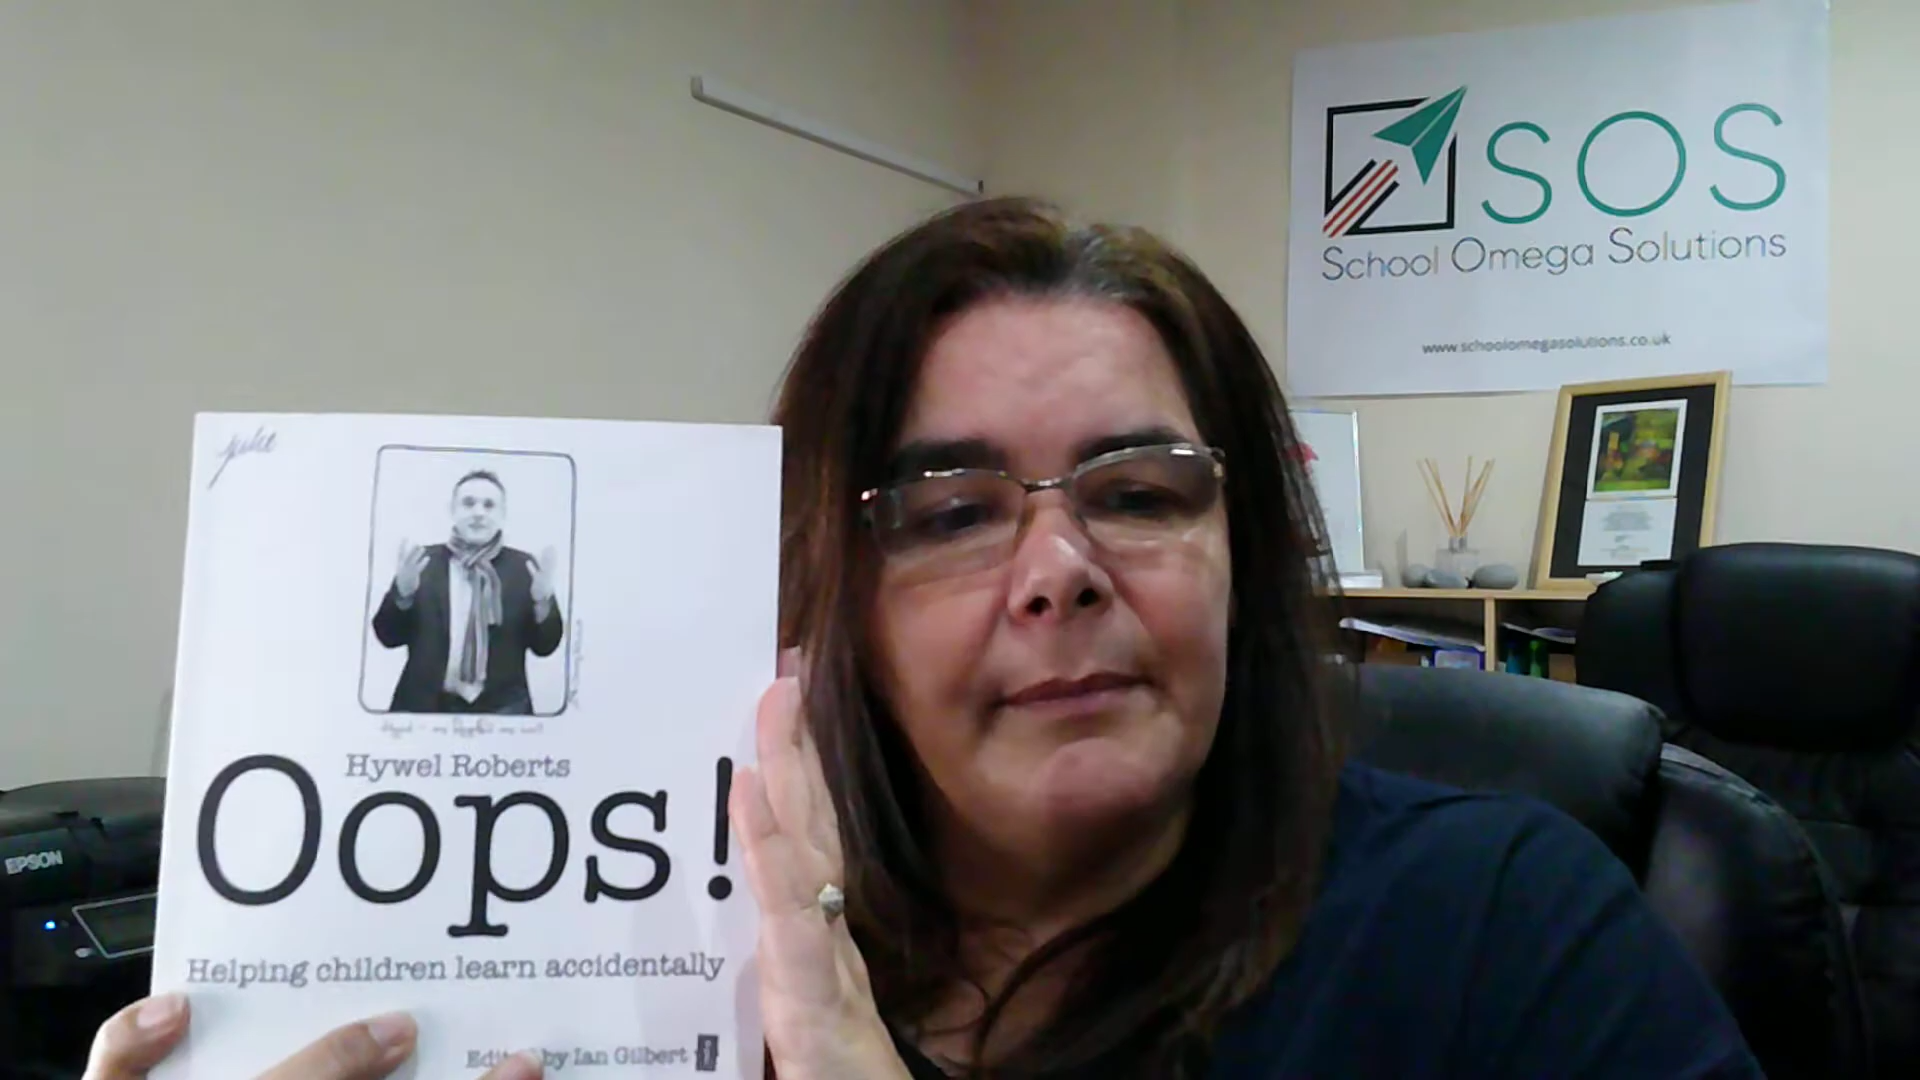 SOS
School Omega Solutions
www.schoolomegasolutions.co.uk
Julie
Hywel Roberts
Oops!
Helping children learn accidentally
by Ian Gilbert
EPSON